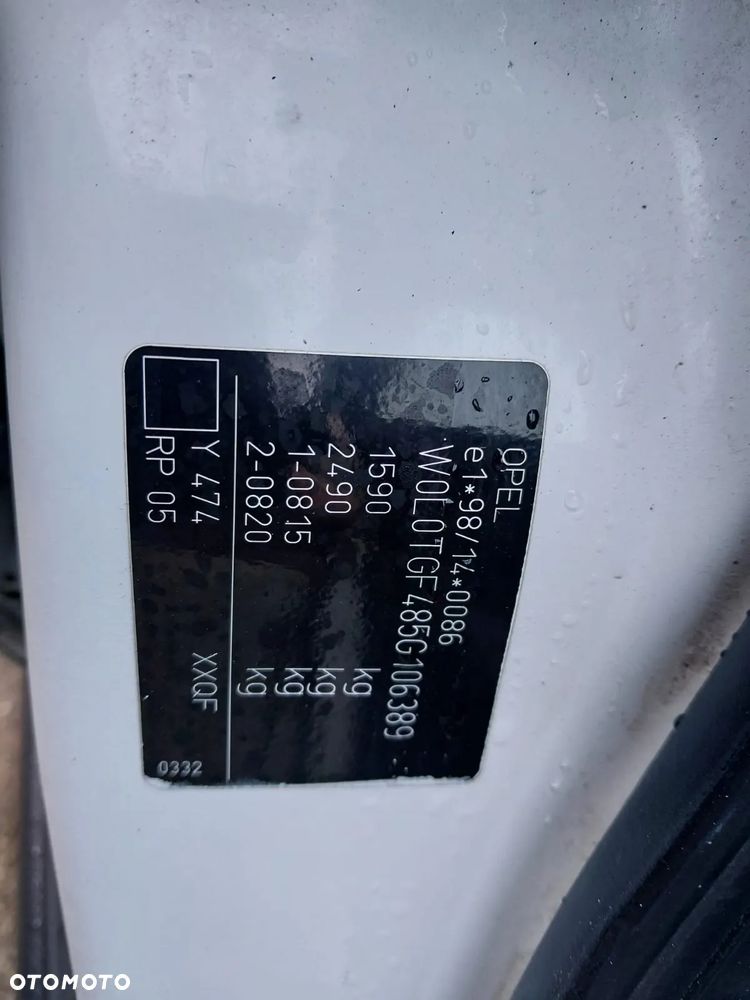 OPEL
e1*98/14*0086
W0L0TGF485G106389
1590 kg
2490 kg
1-0815 kg
2-0820 kg
Y 474 XXQF
RP 05
0332
OTOMOTO